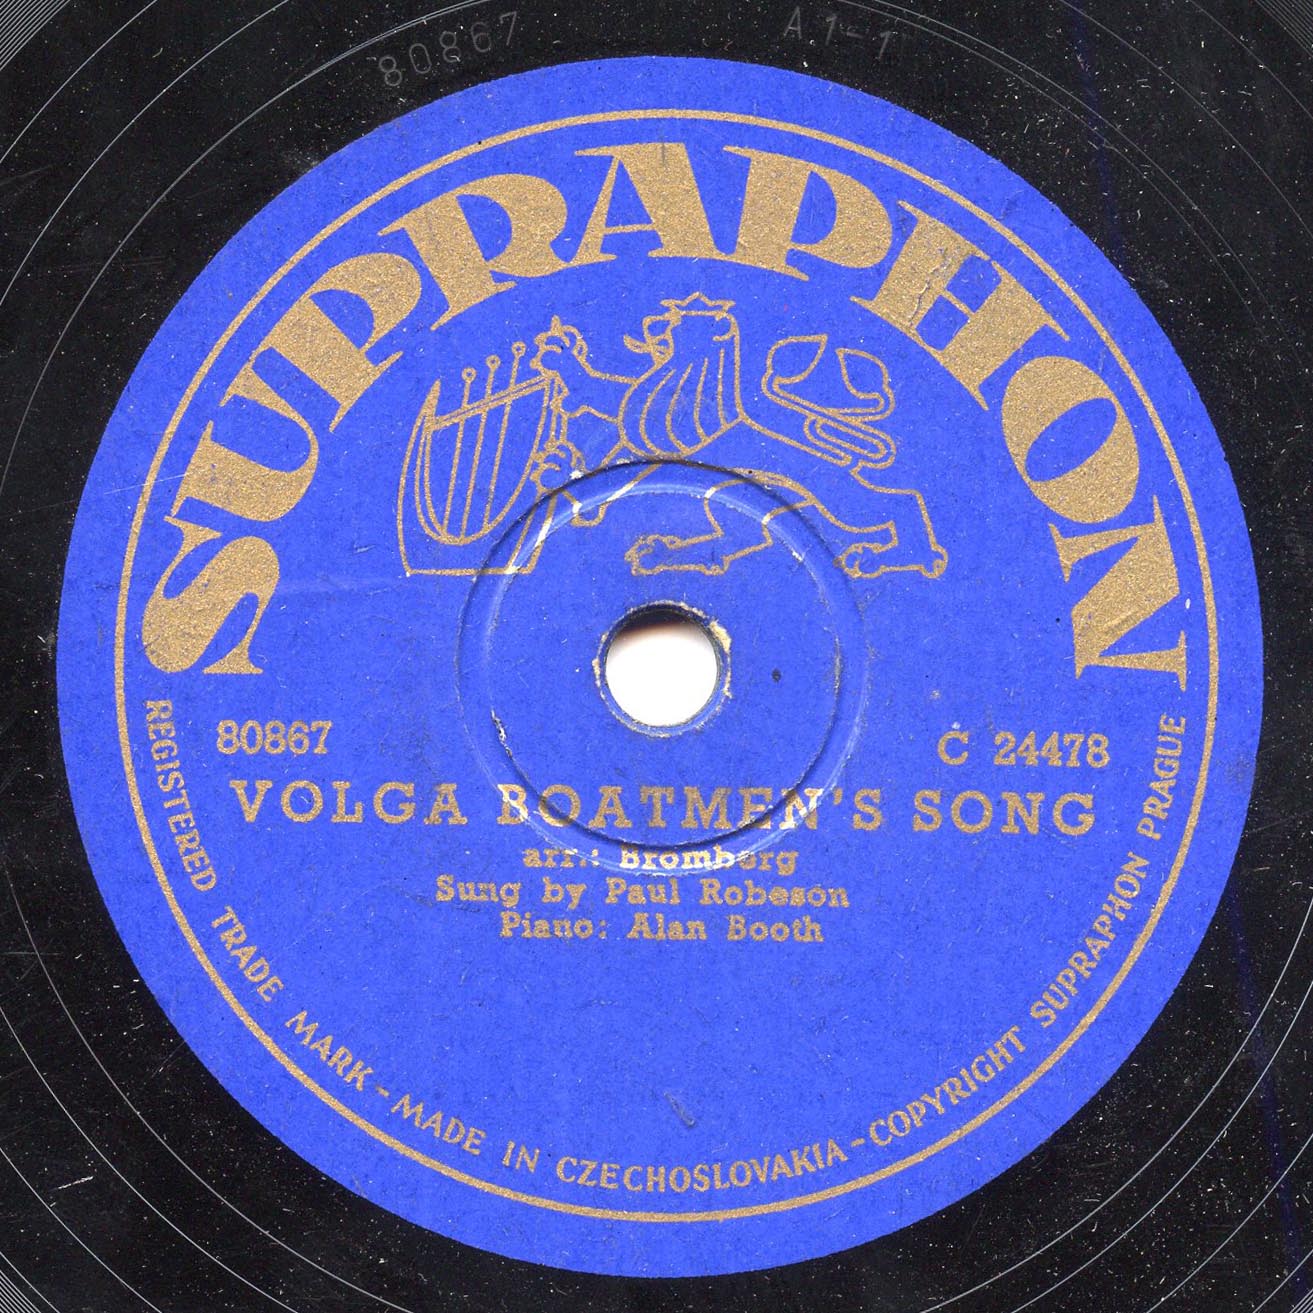 80867 A1-1
SUPRAPHON
80867 C 24478
VOLGA BOATMEN'S SONG
arr.: Bromberg
Sung by Paul Robeson
Piano: Alan Booth
REGISTERED TRADE MARK - MADE IN CZECHOSLOVAKIA - COPYRIGHT SUPRAPHON PRAGUE